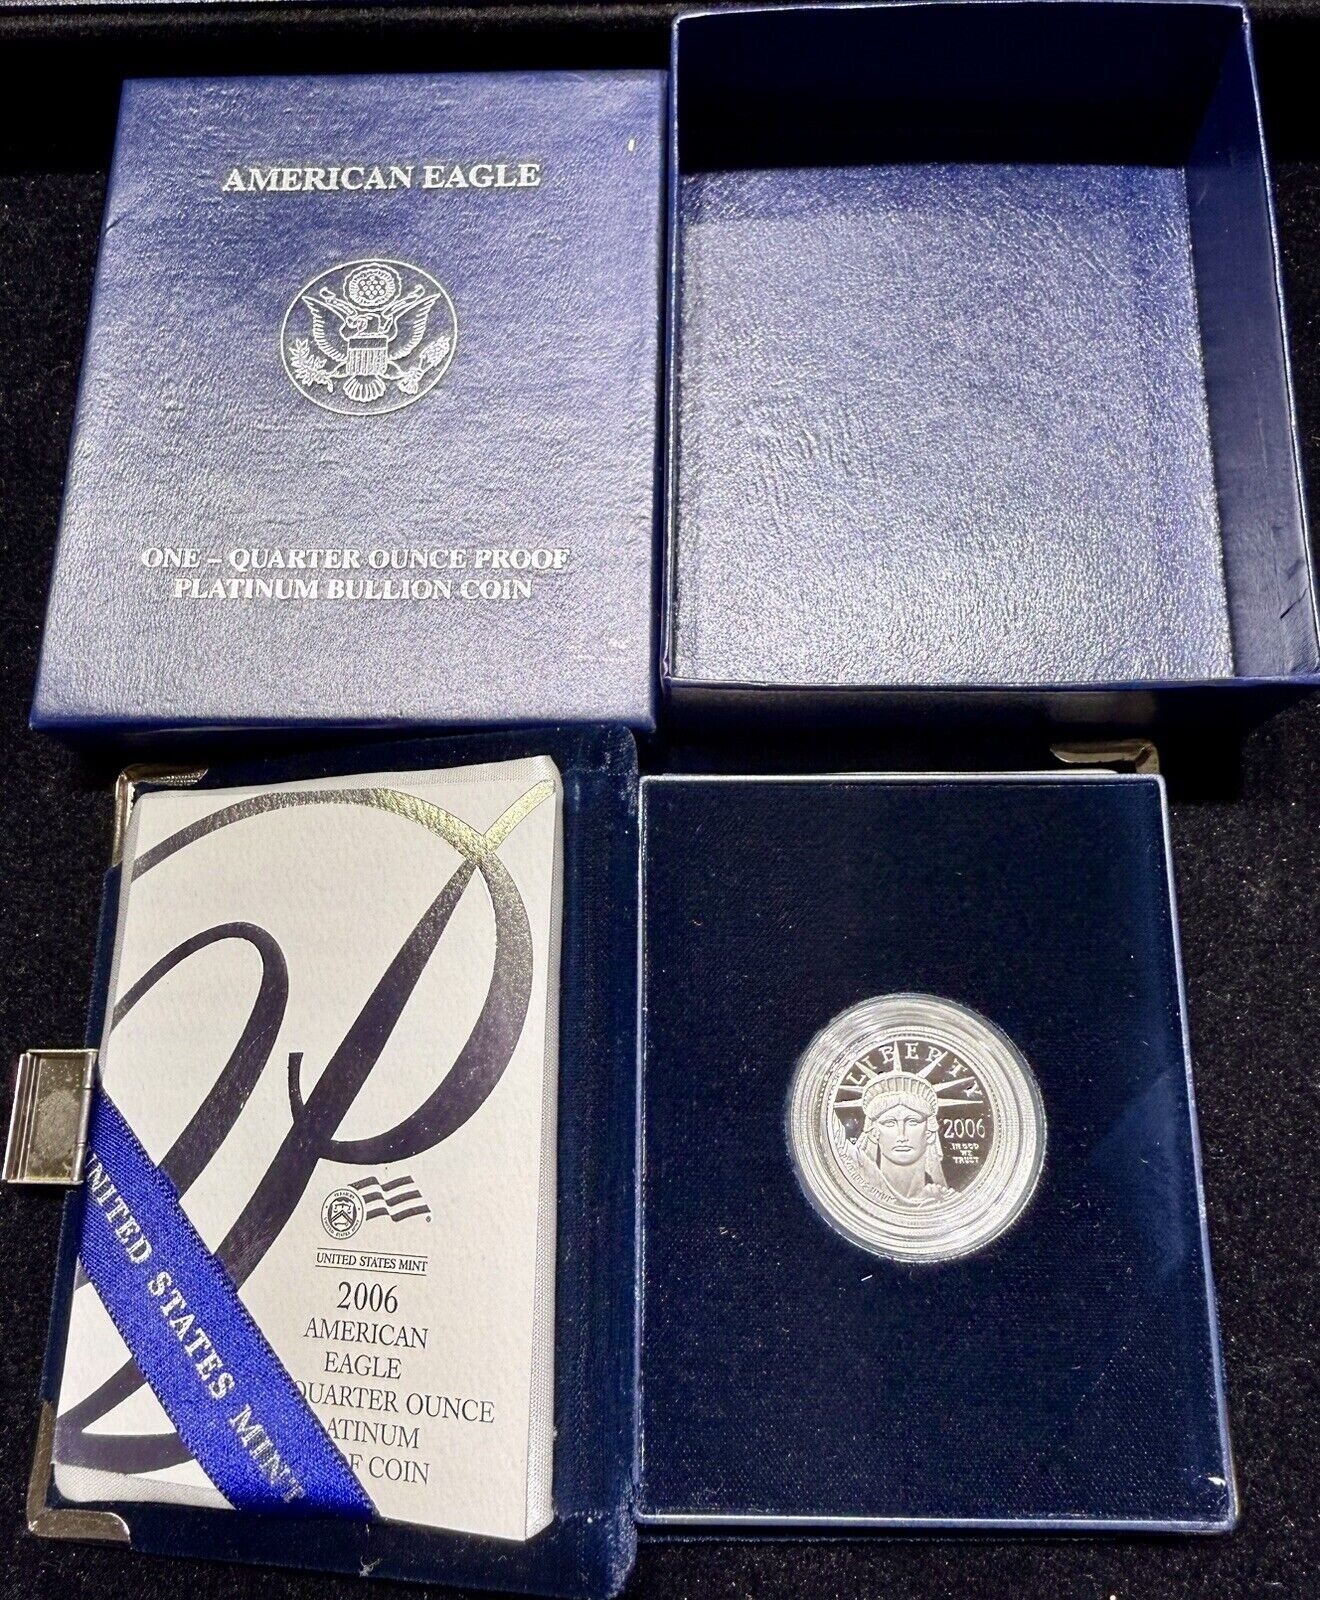 AMERICAN EAGLE
ONE – QUARTER OUNCE PROOF
PLATINUM BULLION COIN
UNITED STATES MINT
UNITED STATES MINT
2006
AMERICAN
EAGLE
QUARTER OUNCE
ATINUM
F COIN
LIBERTY
2006
IN GOD
WE
TRUST